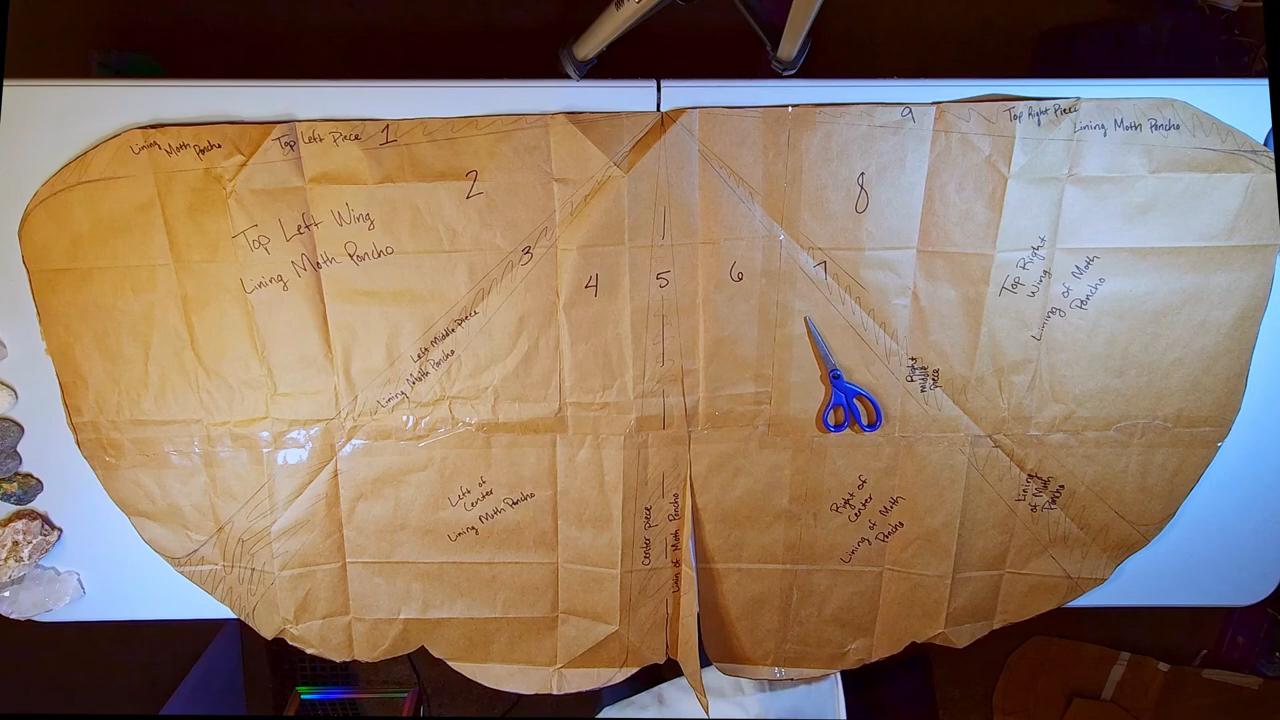 Lining Moth Poncho
Top Left Piece 1
9
Top Right Piece
Lining Moth Poncho
2
8
Top Left Wing
Lining Moth Poncho
3
4
5
6
7
Top Right
Wing
Lining of Moth
Poncho
Left Middle Piece
Lining Moth Poncho
Right
middle
piece
Left of
Center
Lining Moth Poncho
Center piece
Linin of Moth Poncho
Right of
Center
Lining of Moth
Poncho
Lining
of Moth
Poncho